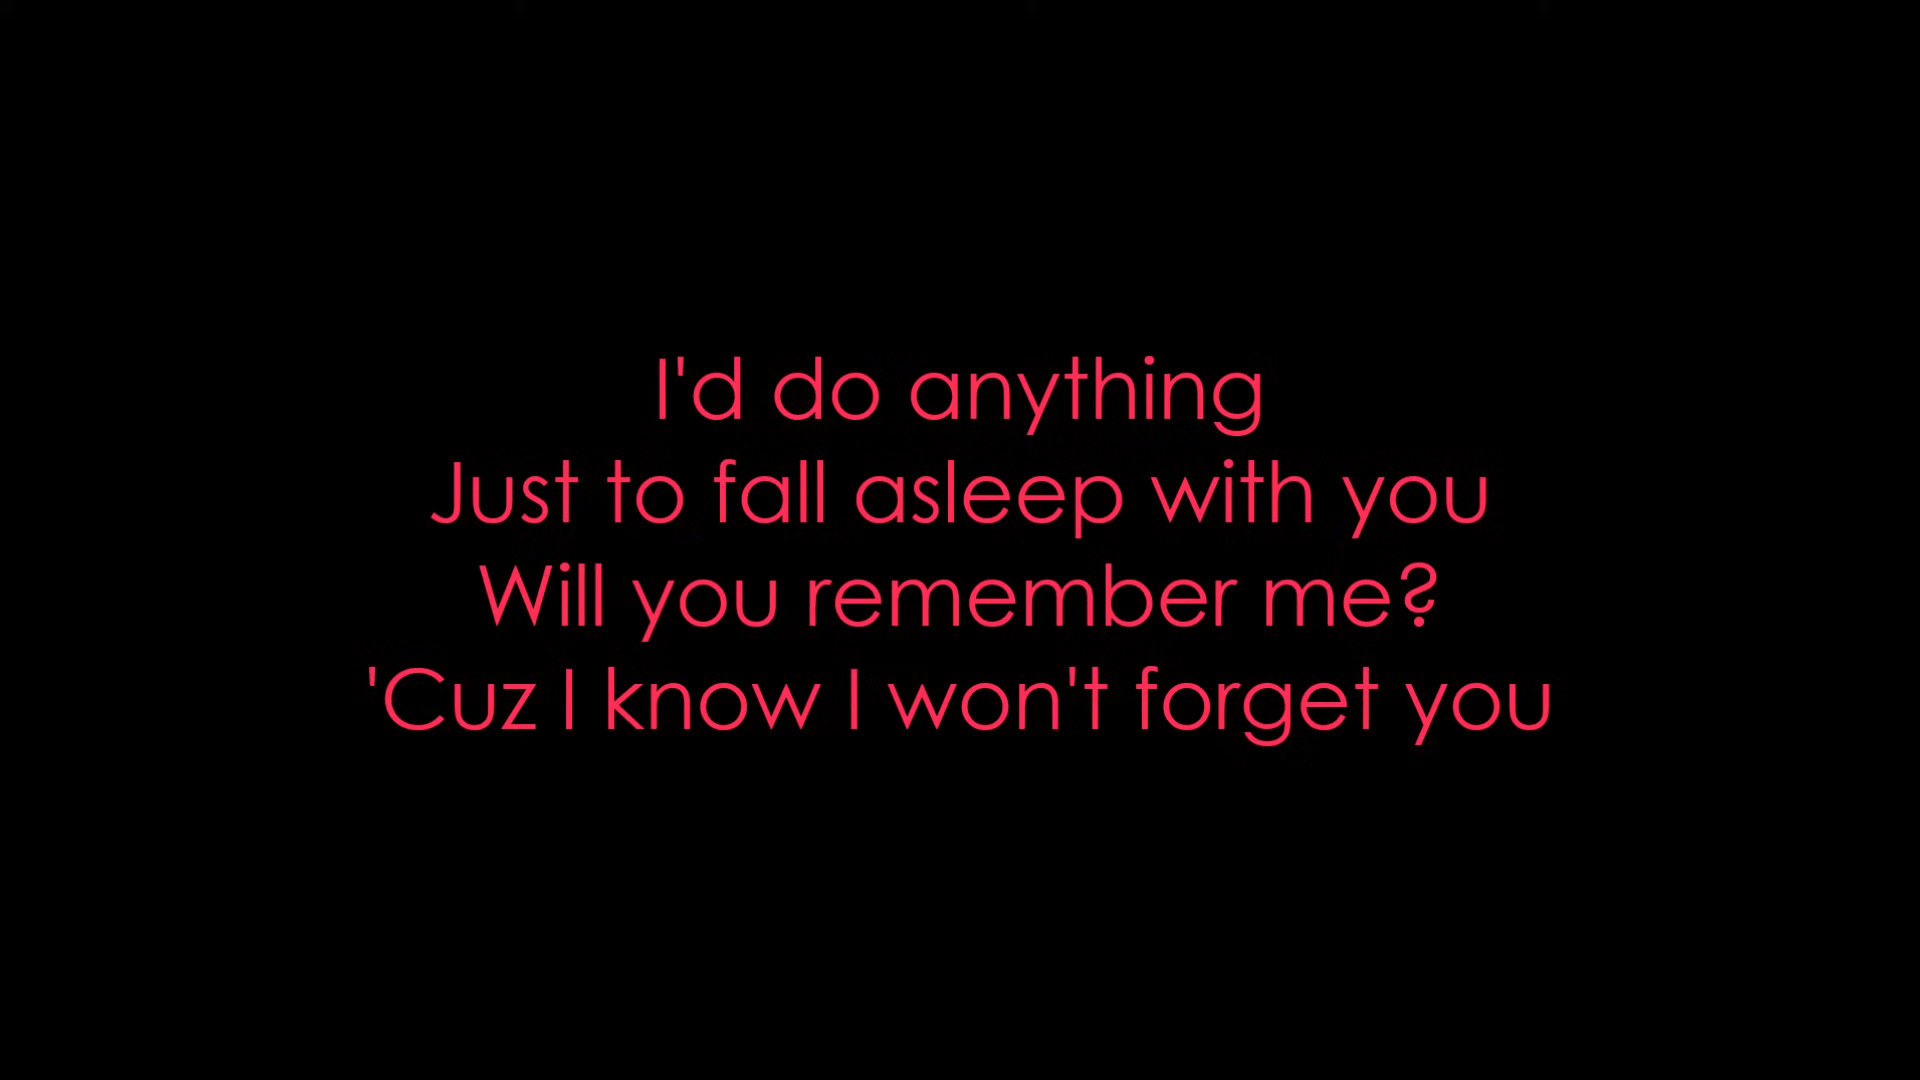 I'd do anything
Just to fall asleep with you
Will you remember me?
'Cuz I know I won't forget you